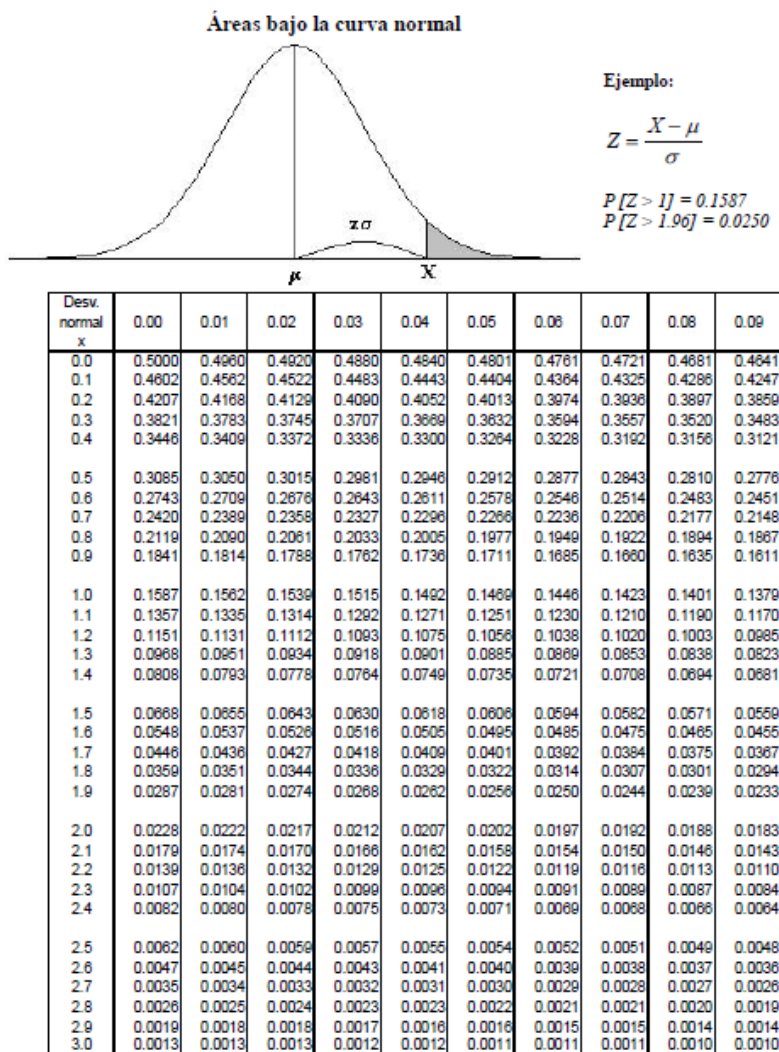 Áreas bajo la curva normal
Ejemplo:
Z = (X − μ) / σ
P [Z > 1] = 0.1587
P [Z > 1.96] = 0.0250
zσ
μ X
Desv. normal x 0.00 0.01 0.02 0.03 0.04 0.05 0.06 0.07 0.08 0.09
0.0 0.5000 0.4960 0.4920 0.4880 0.4840 0.4801 0.4761 0.4721 0.4681 0.4641
0.1 0.4602 0.4562 0.4522 0.4483 0.4443 0.4404 0.4364 0.4325 0.4286 0.4247
0.2 0.4207 0.4168 0.4129 0.4090 0.4052 0.4013 0.3974 0.3936 0.3897 0.3859
0.3 0.3821 0.3783 0.3745 0.3707 0.3669 0.3632 0.3594 0.3557 0.3520 0.3483
0.4 0.3446 0.3409 0.3372 0.3336 0.3300 0.3264 0.3228 0.3192 0.3156 0.3121
0.5 0.3085 0.3050 0.3015 0.2981 0.2946 0.2912 0.2877 0.2843 0.2810 0.2776
0.6 0.2743 0.2709 0.2676 0.2643 0.2611 0.2578 0.2546 0.2514 0.2483 0.2451
0.7 0.2420 0.2389 0.2358 0.2327 0.2296 0.2266 0.2236 0.2206 0.2177 0.2148
0.8 0.2119 0.2090 0.2061 0.2033 0.2005 0.1977 0.1949 0.1922 0.1894 0.1867
0.9 0.1841 0.1814 0.1788 0.1762 0.1736 0.1711 0.1685 0.1660 0.1635 0.1611
1.0 0.1587 0.1562 0.1539 0.1515 0.1492 0.1469 0.1446 0.1423 0.1401 0.1379
1.1 0.1357 0.1335 0.1314 0.1292 0.1271 0.1251 0.1230 0.1210 0.1190 0.1170
1.2 0.1151 0.1131 0.1112 0.1093 0.1075 0.1056 0.1038 0.1020 0.1003 0.0985
1.3 0.0968 0.0951 0.0934 0.0918 0.0901 0.0885 0.0869 0.0853 0.0838 0.0823
1.4 0.0808 0.0793 0.0778 0.0764 0.0749 0.0735 0.0721 0.0708 0.0694 0.0681
1.5 0.0668 0.0655 0.0643 0.0630 0.0618 0.0606 0.0594 0.0582 0.0571 0.0559
1.6 0.0548 0.0537 0.0526 0.0516 0.0505 0.0495 0.0485 0.0475 0.0465 0.0455
1.7 0.0446 0.0436 0.0427 0.0418 0.0409 0.0401 0.0392 0.0384 0.0375 0.0367
1.8 0.0359 0.0351 0.0344 0.0336 0.0329 0.0322 0.0314 0.0307 0.0301 0.0294
1.9 0.0287 0.0281 0.0274 0.0268 0.0262 0.0256 0.0250 0.0244 0.0239 0.0233
2.0 0.0228 0.0222 0.0217 0.0212 0.0207 0.0202 0.0197 0.0192 0.0188 0.0183
2.1 0.0179 0.0174 0.0170 0.0166 0.0162 0.0158 0.0154 0.0150 0.0146 0.0143
2.2 0.0139 0.0136 0.0132 0.0129 0.0125 0.0122 0.0119 0.0116 0.0113 0.0110
2.3 0.0107 0.0104 0.0102 0.0099 0.0096 0.0094 0.0091 0.0089 0.0087 0.0084
2.4 0.0082 0.0080 0.0078 0.0075 0.0073 0.0071 0.0069 0.0068 0.0066 0.0064
2.5 0.0062 0.0060 0.0059 0.0057 0.0055 0.0054 0.0052 0.0051 0.0049 0.0048
2.6 0.0047 0.0045 0.0044 0.0043 0.0041 0.0040 0.0039 0.0038 0.0037 0.0036
2.7 0.0035 0.0034 0.0033 0.0032 0.0031 0.0030 0.0029 0.0028 0.0027 0.0026
2.8 0.0026 0.0025 0.0024 0.0023 0.0023 0.0022 0.0021 0.0021 0.0020 0.0019
2.9 0.0019 0.0018 0.0018 0.0017 0.0016 0.0016 0.0015 0.0015 0.0014 0.0014
3.0 0.0013 0.0013 0.0013 0.0012 0.0012 0.0011 0.0011 0.0011 0.0010 0.0010